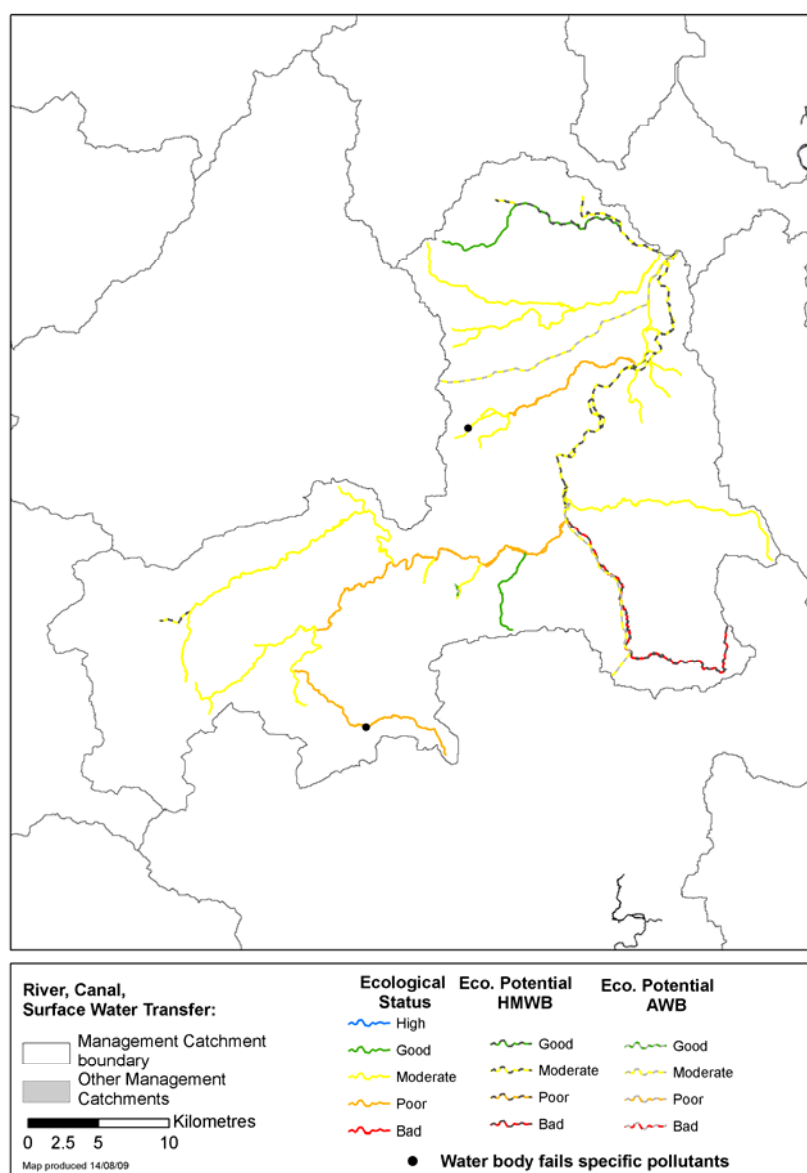 River, Canal,
Surface Water Transfer:
Management Catchment
boundary
Other Management
Catchments
Kilometres
0 2.5 5 10
Map produced 14/08/09
Ecological
Status
High
Good
Moderate
Poor
Bad
Eco. Potential
HMWB
Good
Moderate
Poor
Bad
Eco. Potential
AWB
Good
Moderate
Poor
Bad
Water body fails specific pollutants